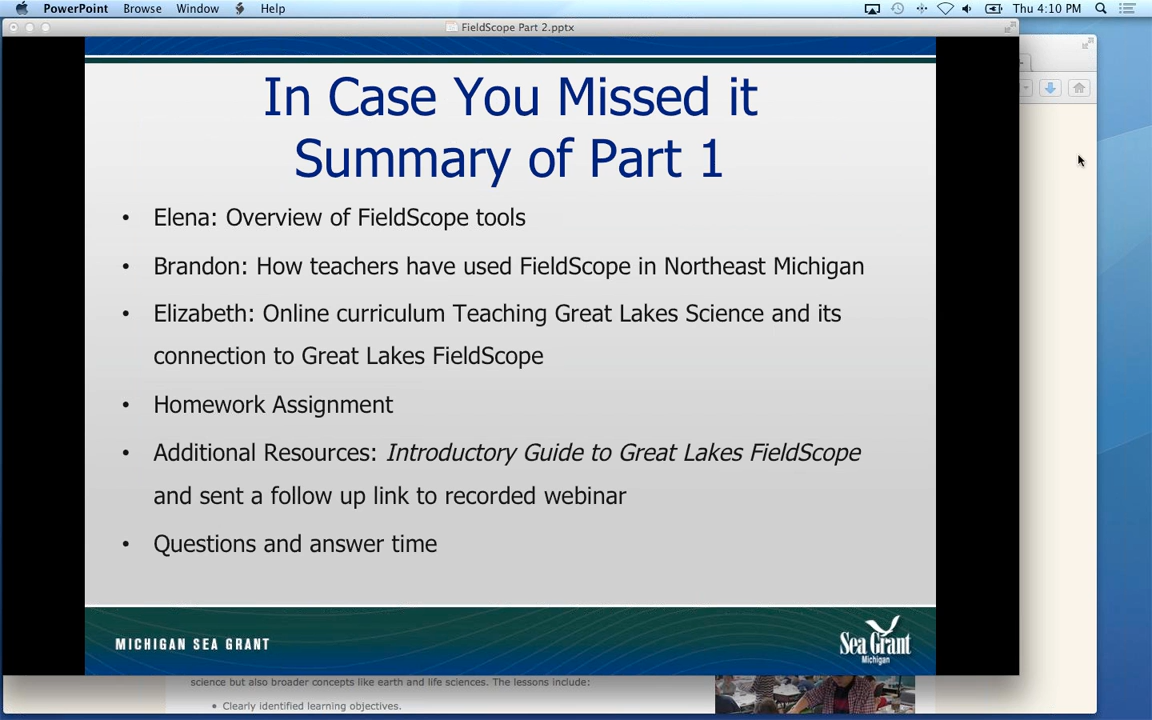 PowerPoint Browse Window Help Thu 4:10 PM
FieldScope Part 2.pptx
In Case You Missed it
Summary of Part 1
• Elena: Overview of FieldScope tools
• Brandon: How teachers have used FieldScope in Northeast Michigan
• Elizabeth: Online curriculum Teaching Great Lakes Science and its
connection to Great Lakes FieldScope
• Homework Assignment
• Additional Resources: Introductory Guide to Great Lakes FieldScope
and sent a follow up link to recorded webinar
• Questions and answer time
MICHIGAN SEA GRANT
Sea Grant
Michigan
science but also broader concepts like earth and life sciences. The lessons include:
• Clearly identified learning objectives.